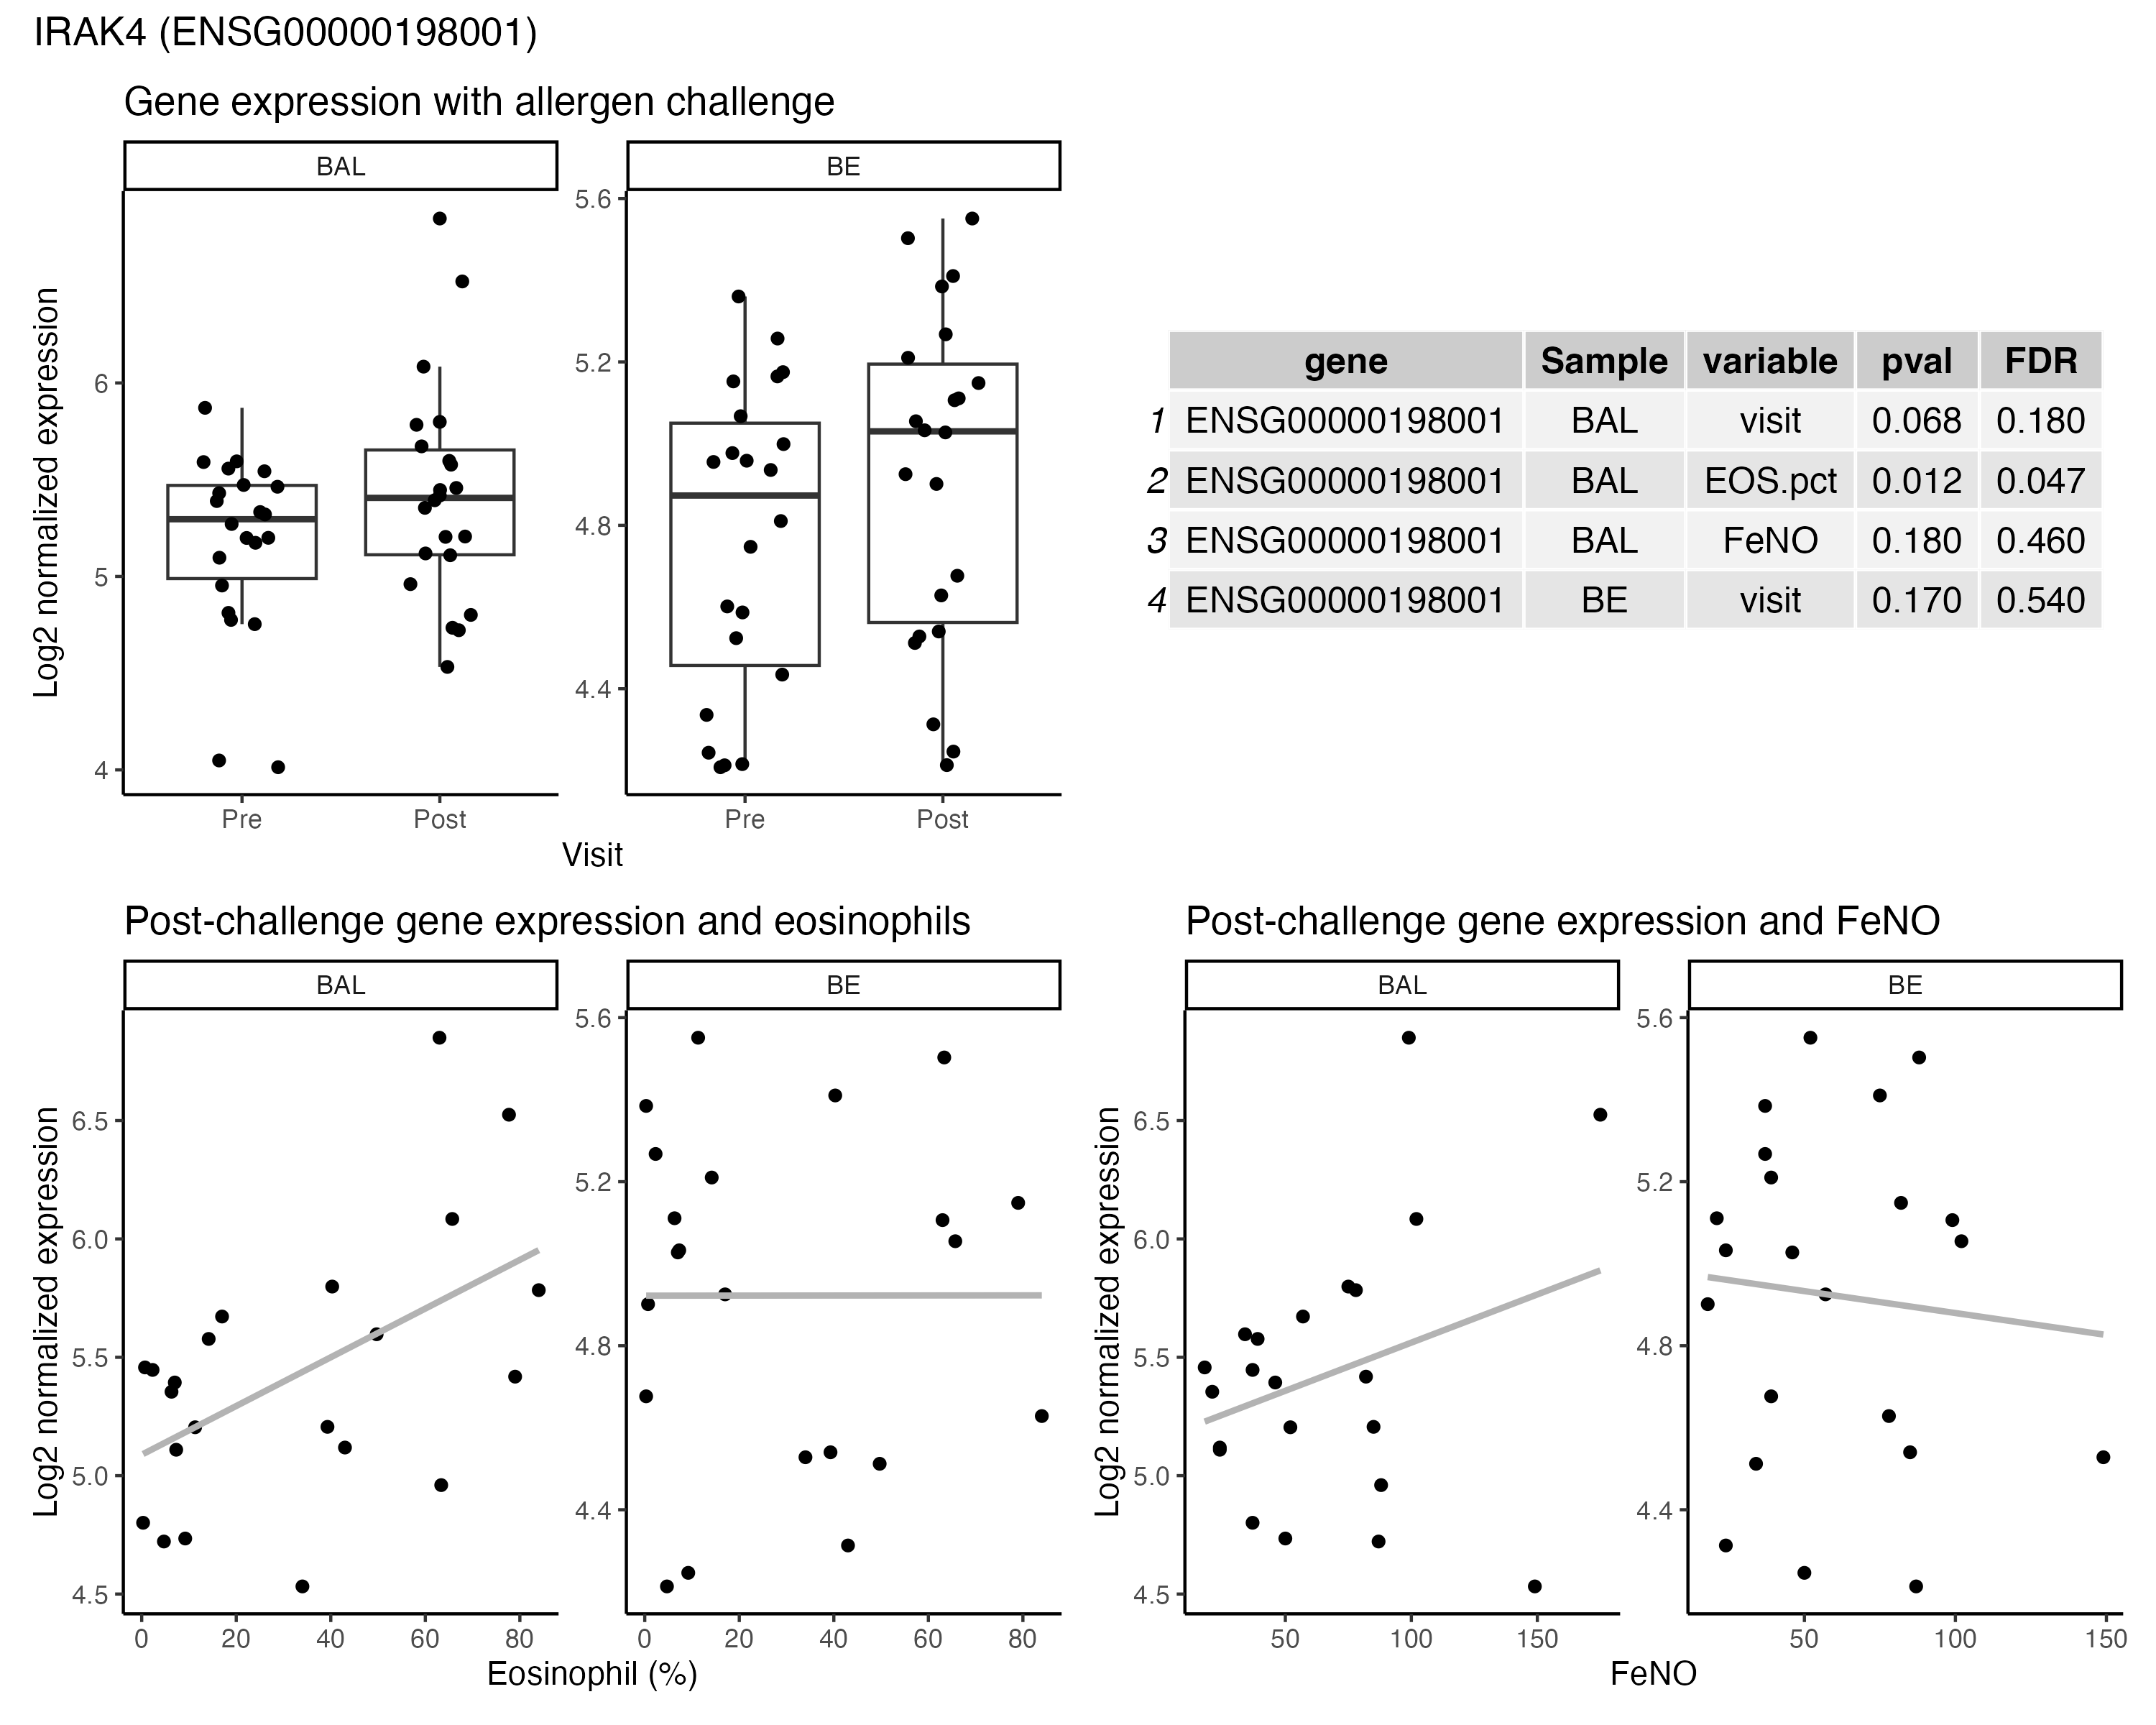 IRAK4 (ENSG00000198001)
Gene expression with allergen challenge
BAL
BE
Log2 normalized expression
6
5
4
5.6
5.2
4.8
4.4
Pre
Post
Pre
Post
Visit
gene Sample variable pval FDR
1 ENSG00000198001 BAL visit 0.068 0.180
2 ENSG00000198001 BAL EOS.pct 0.012 0.047
3 ENSG00000198001 BAL FeNO 0.180 0.460
4 ENSG00000198001 BE visit 0.170 0.540
Post-challenge gene expression and eosinophils
BAL
BE
Log2 normalized expression
6.5
6.0
5.5
5.0
4.5
5.6
5.2
4.8
4.4
0 20 40 60 80
0 20 40 60 80
Eosinophil (%)
Post-challenge gene expression and FeNO
BAL
BE
Log2 normalized expression
6.5
6.0
5.5
5.0
4.5
5.6
5.2
4.8
4.4
50 100 150
50 100 150
FeNO